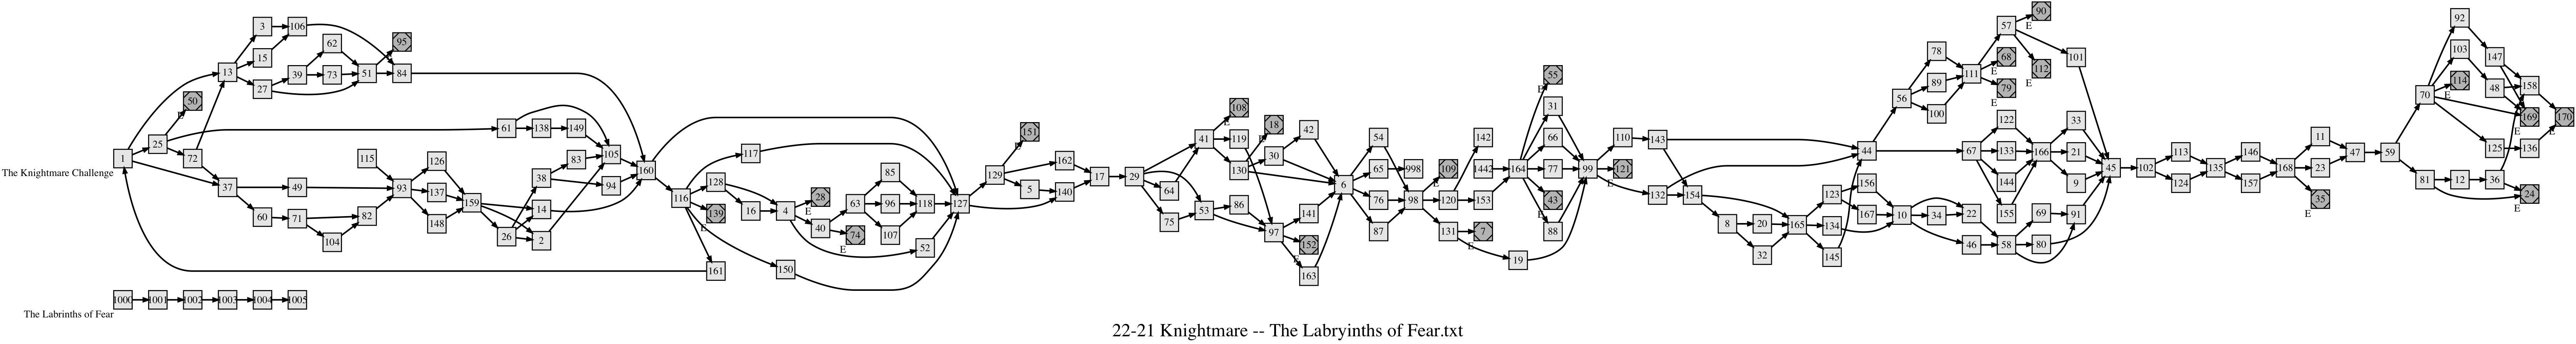 90
E
92
3 106 57
62 95 78 101 103 147
111 68
E
13 39 73 51 84 55
E
114
E
112
E
15 27 89 79
E
70 48 158
50
E
31 100 56
108
E
169
E
170
E
25 61 138 149 151 18
E
42 122 33 11
41 119 54 142 66 110 143
115 105 117 30 44 67 133 166 21 113 146 47 59 125 136
1 72 126 83 129 162 130 65 998 109
E
1442 164 77 99 121
E
45 102 135 168 23
The Knightmare Challenge
37 49 93 137 38 94 160 85 17 29 6 144 9 124 157 81 12 36
128 5 64 140
28
E
132 154 123 156 24
E
148 159 14 116 139
E
16 4 63 96 118 127 53 86 76 98 120 153 43
E
35
E
60 71 82 141 167 10 34 22 155 69 91
104 26 2 40 74
E
107 75 97 87 131 7
E
88 8 20 165 134
52 152
E
46 58 80
161 150 163 19 32 145
1000 1001 1002 1003 1004 1005
The Labrinths of Fear
22-21 Knightmare -- The Labryinths of Fear.txt